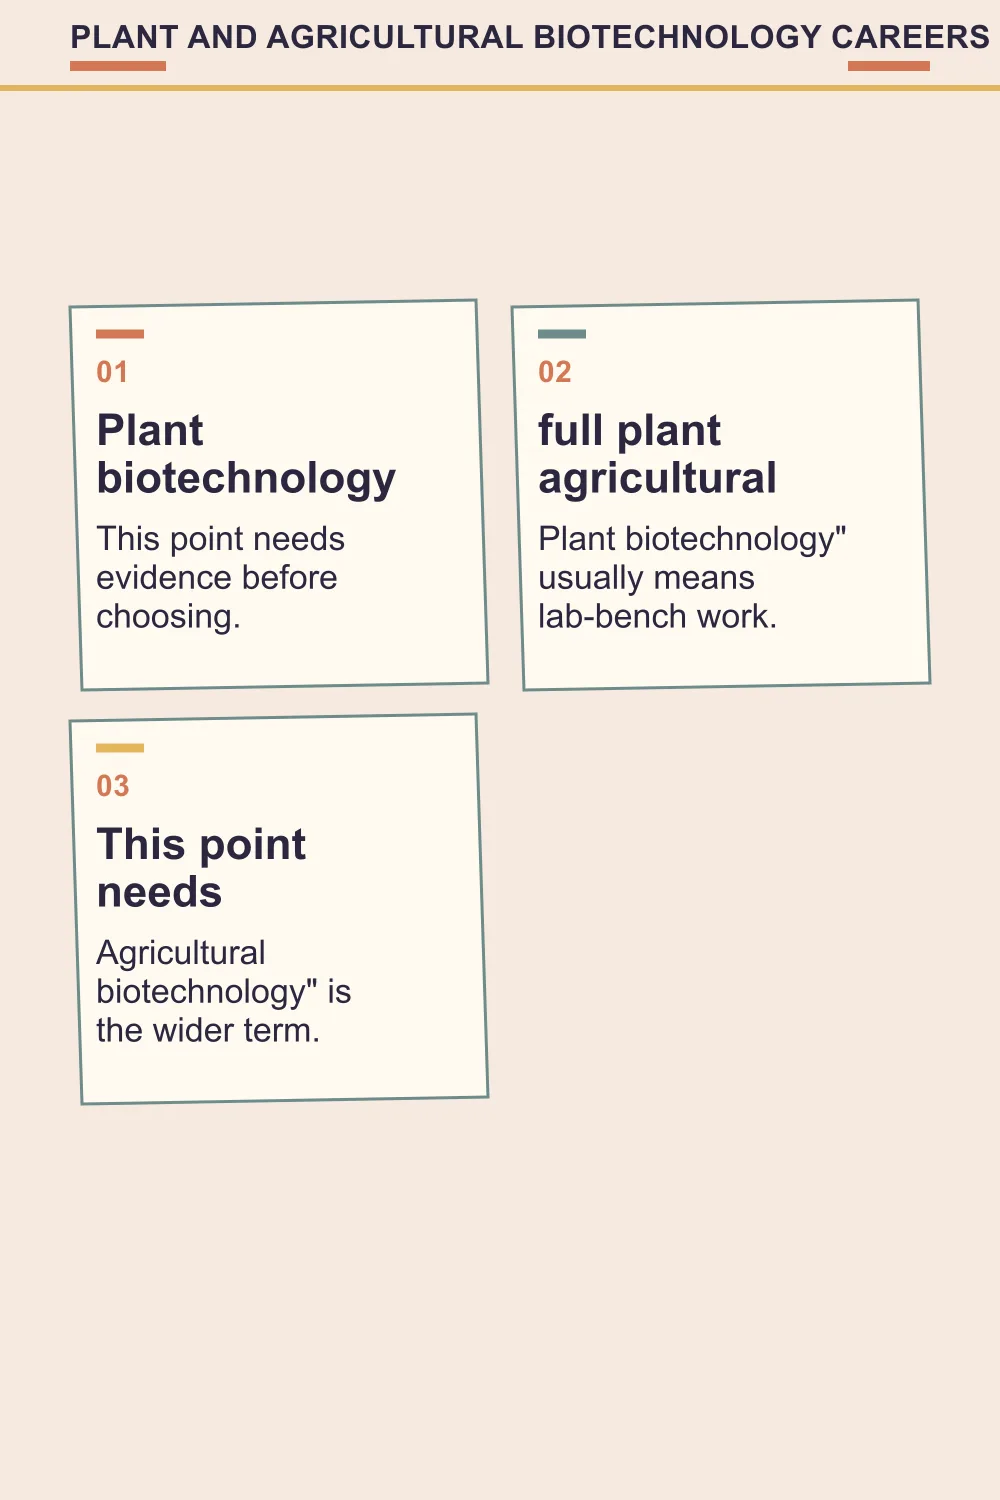 PLANT AND AGRICULTURAL BIOTECHNOLOGY CAREERS
01
Plant
biotechnology
This point needs
evidence before
choosing.
02
full plant
agricultural
Plant biotechnology"
usually means
lab-bench work.
03
This point
needs
Agricultural
biotechnology" is
the wider term.